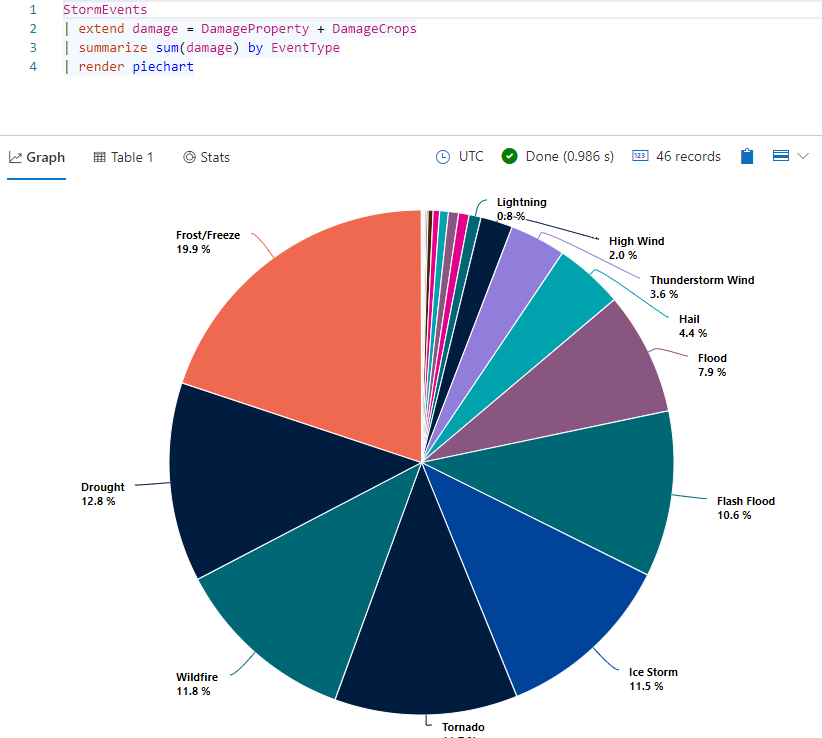 1 StormEvents
2 | extend damage = DamageProperty + DamageCrops
3 | summarize sum(damage) by EventType
4 | render piechart
Graph Table 1 Stats UTC Done (0.986 s) 123 46 records
Lightning
0.8 %
Frost/Freeze
19.9 %
High Wind
2.0 %
Thunderstorm Wind
3.6 %
Hail
4.4 %
Flood
7.9 %
Drought
12.8 %
Flash Flood
10.6 %
Wildfire
11.8 %
Ice Storm
11.5 %
Tornado